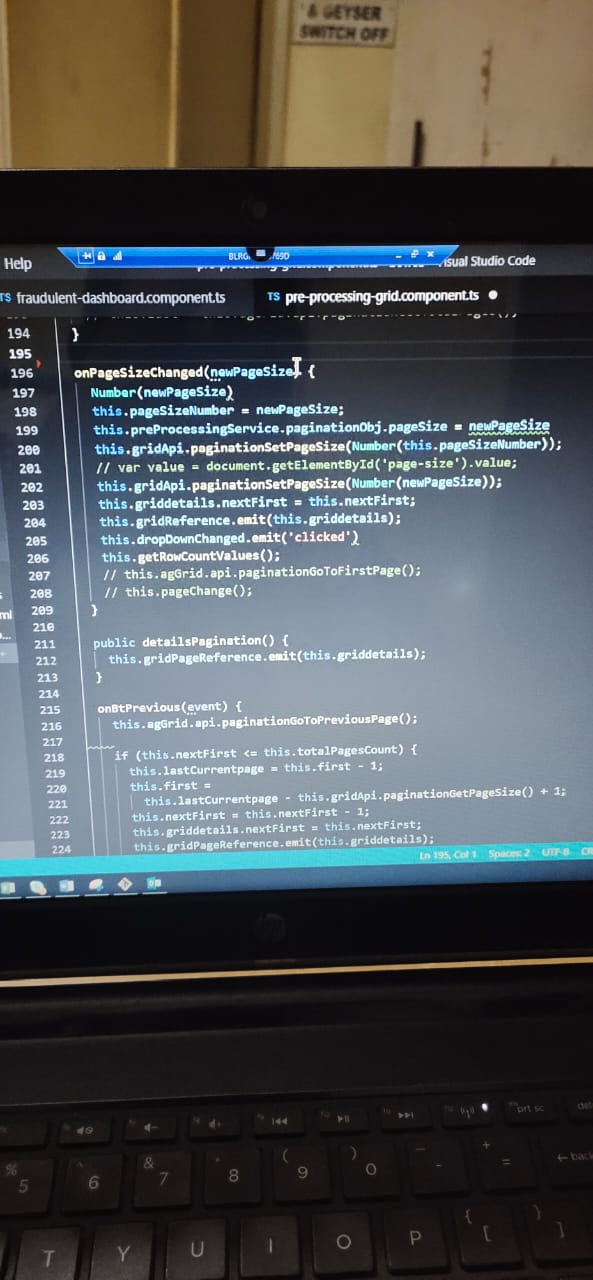 & GEYSER
SWITCH OFF
Help
Visual Studio Code
TS fraudulent-dashboard.component.ts
TS pre-processing-grid.component.ts
194 }
195
196 onPageSizeChanged(newPageSize) {
197 Number(newPageSize)
198 this.pageSizeNumber = newPageSize;
199 this.preProcessingService.paginationObj.pageSize = newPageSize
200 this.gridApi.paginationSetPageSize(Number(this.pageSizeNumber));
201 // var value = document.getElementById('page-size').value;
202 this.gridApi.paginationSetPageSize(Number(newPageSize));
203 this.griddetails.nextFirst = this.nextFirst;
204 this.gridReference.emit(this.griddetails);
205 this.dropDownChanged.emit('clicked')
206 this.getRowCountValues();
207 // this.agGrid.api.paginationGoToFirstPage();
208 // this.pageChange();
209 }
210
211 public detailsPagination() {
212 this.gridPageReference.emit(this.griddetails);
213 }
214
215 onBtPrevious(event) {
216 this.agGrid.api.paginationGoToPreviousPage();
217
218 if (this.nextFirst <= this.totalPagesCount) {
219 this.lastCurrentpage = this.first - 1;
220 this.first =
221 this.lastCurrentpage - this.gridApi.paginationGetPageSize() + 1;
222 this.nextFirst = this.nextFirst - 1;
223 this.griddetails.nextFirst = this.nextFirst;
224 this.gridPageReference.emit(this.griddetails);
Ln 195, Col 1 Spaces: 2 UTF-8
hp
prt sc
% 5 6 & 7 * 8 ( 9 ) 0 - + = back
T Y U I O P { [ } ]